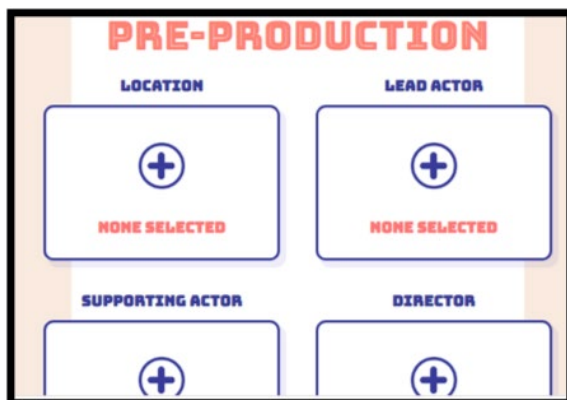 PRE-PRODUCTION
LOCATION LEAD ACTOR
NONE SELECTED NONE SELECTED
SUPPORTING ACTOR DIRECTOR